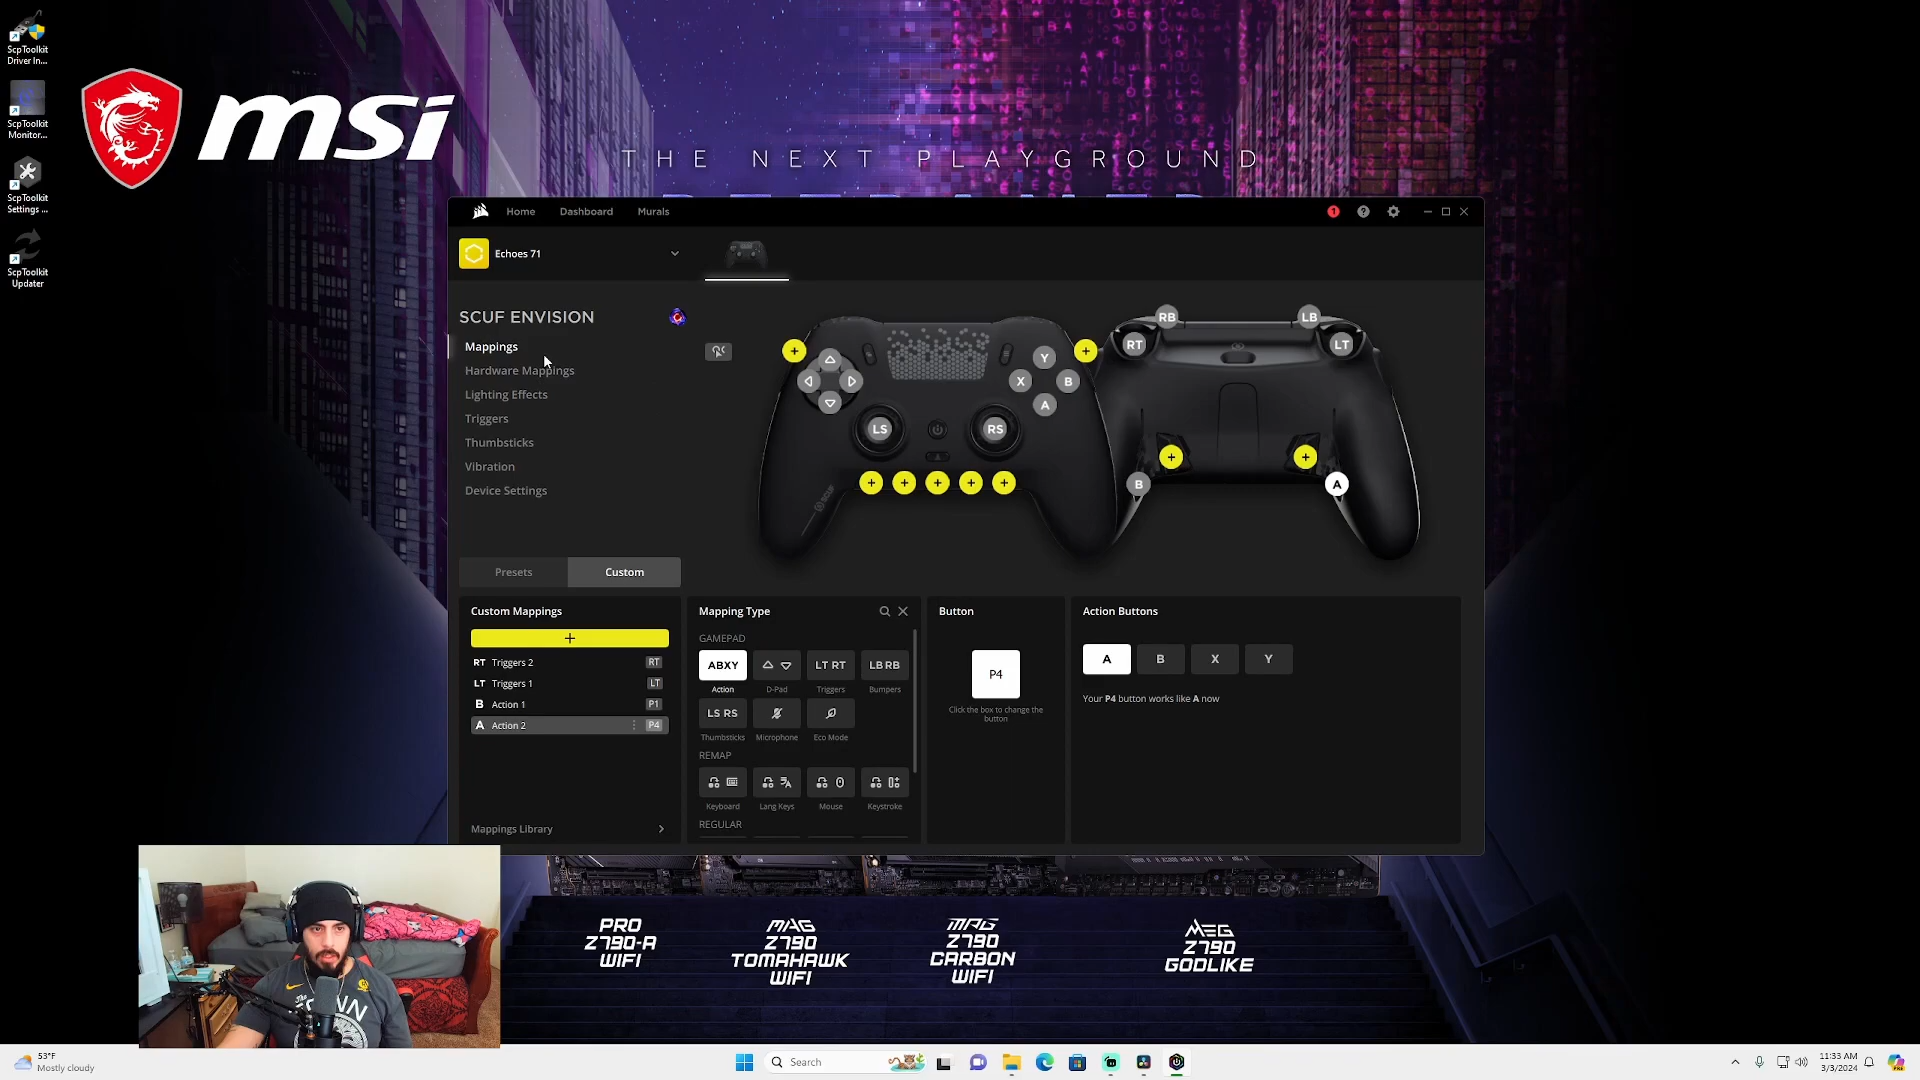 ScpToolkit
Driver In...
ScpToolkit
Monitor...
ScpToolkit
Settings ...
ScpToolkit
Updater
msi
THE NEXT PLAYGROUND
Home
Dashboard
Murals
1
?
Echoes 71
SCUF ENVISION
Mappings
Hardware Mappings
Lighting Effects
Triggers
Thumbsticks
Vibration
Device Settings
Y
X
B
A
LS
RS
SCUF
RB
LB
RT
LT
B
A
Presets
Custom
Custom Mappings
+
RT Triggers 2 RT
LT Triggers 1 LT
B Action 1 P1
A Action 2 P4
Mappings Library
Mapping Type
GAMEPAD
ABXY
LT RT
LB RB
Action
D-Pad
Triggers
Bumpers
LS RS
Thumbsticks
Microphone
Eco Mode
REMAP
Keyboard
Lang Keys
Mouse
Keystroke
REGULAR
Button
P4
Click the box to change the
button
Action Buttons
A
B
X
Y
Your P4 button works like A now
PRO
Z790-A
WIFI
MAG
Z790
TOMAHAWK
WIFI
MPG
Z790
CARBON
WIFI
MEG
Z790
GODLIKE
53°F
Mostly cloudy
Search
11:33 AM
3/3/2024